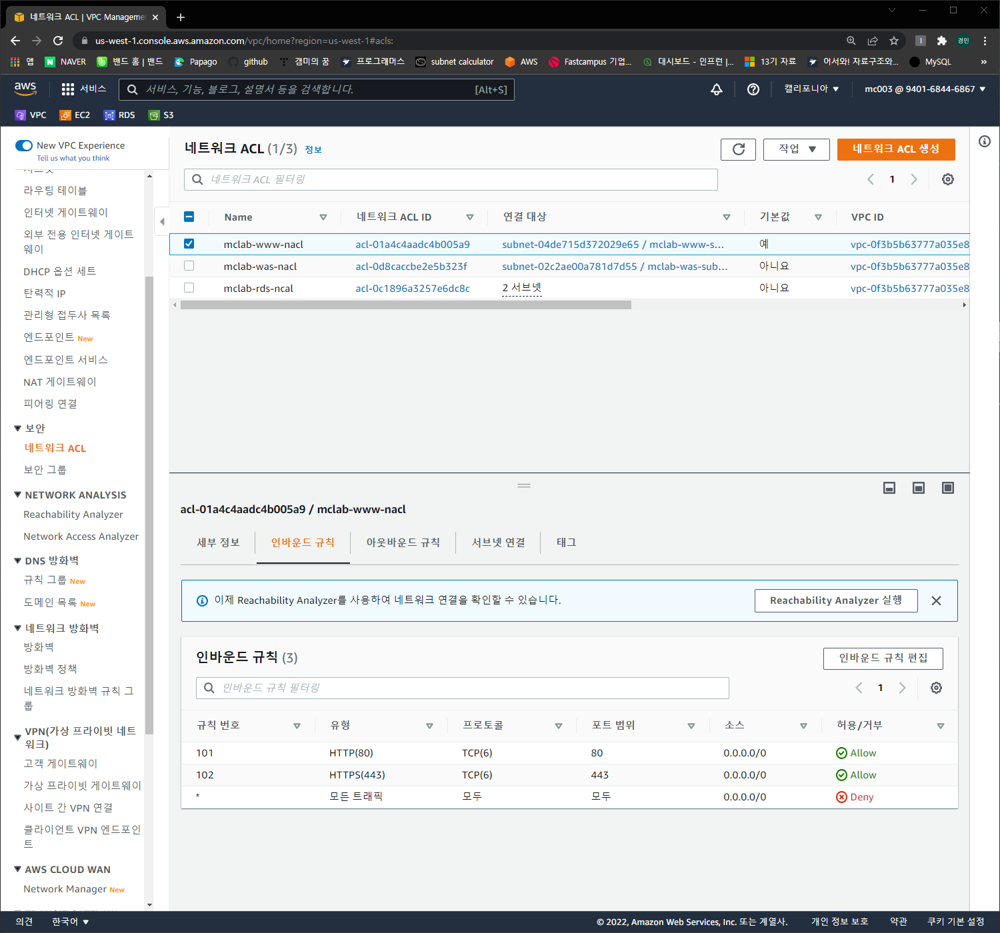 네트워크 ACL | VPC Manageme
us-west-1.console.aws.amazon.com/vpc/home?region=us-west-1#acls:
I
경민
앱
NAVER
밴드 홈 | 밴드
Papago
github
캠미의 꿈
프로그래머스
subnet calculator
AWS
Fastcampus 기업...
대시보드 - 인프런 |...
13기 자료
어서와! 자료구조와...
MySQL
»
aws
서비스
서비스, 기능, 블로그, 설명서 등을 검색합니다.
[Alt+S]
캘리포니아
mc003 @ 9401-6844-6867
VPC
EC2
RDS
S3
New VPC Experience
Tell us what you think
라우팅 테이블
인터넷 게이트웨이
외부 전용 인터넷 게이트
웨이
DHCP 옵션 세트
탄력적 IP
관리형 접두사 목록
엔드포인트 New
엔드포인트 서비스
NAT 게이트웨이
피어링 연결
보안
네트워크 ACL
보안 그룹
NETWORK ANALYSIS
Reachability Analyzer
Network Access Analyzer
DNS 방화벽
규칙 그룹 New
도메인 목록 New
네트워크 방화벽
방화벽
방화벽 정책
네트워크 방화벽 규칙 그
룹
VPN(가상 프라이빗 네트
워크)
고객 게이트웨이
가상 프라이빗 게이트웨이
사이트 간 VPN 연결
클라이언트 VPN 엔드포인
트
AWS CLOUD WAN
Network Manager New
네트워크 ACL (1/3) 정보
작업
네트워크 ACL 생성
네트워크 ACL 필터링
1
Name 네트워크 ACL ID 연결 대상 기본값 VPC ID
mclab-www-nacl acl-01a4c4aadc4b005a9 subnet-04de715d372029e65 / mclab-www-s... 예 vpc-0f3b5b63777a035e8
mclab-was-nacl acl-0d8caccbe2e5b323f subnet-02c2ae00a781d7d55 / mclab-was-sub... 아니요 vpc-0f3b5b63777a035e8
mclab-rds-ncal acl-0c1896a3257e6dc8c 2 서브넷 아니요 vpc-0f3b5b63777a035e8
acl-01a4c4aadc4b005a9 / mclab-www-nacl
세부 정보
인바운드 규칙
아웃바운드 규칙
서브넷 연결
태그
이제 Reachability Analyzer를 사용하여 네트워크 연결을 확인할 수 있습니다.
Reachability Analyzer 실행
인바운드 규칙 (3)
인바운드 규칙 편집
인바운드 규칙 필터링
1
규칙 번호 유형 프로토콜 포트 범위 소스 허용/거부
101 HTTP(80) TCP(6) 80 0.0.0.0/0 Allow
102 HTTPS(443) TCP(6) 443 0.0.0.0/0 Allow
* 모든 트래픽 모두 모두 0.0.0.0/0 Deny
의견
한국어
© 2022, Amazon Web Services, Inc. 또는 계열사.
개인 정보 보호
약관
쿠키 기본 설정